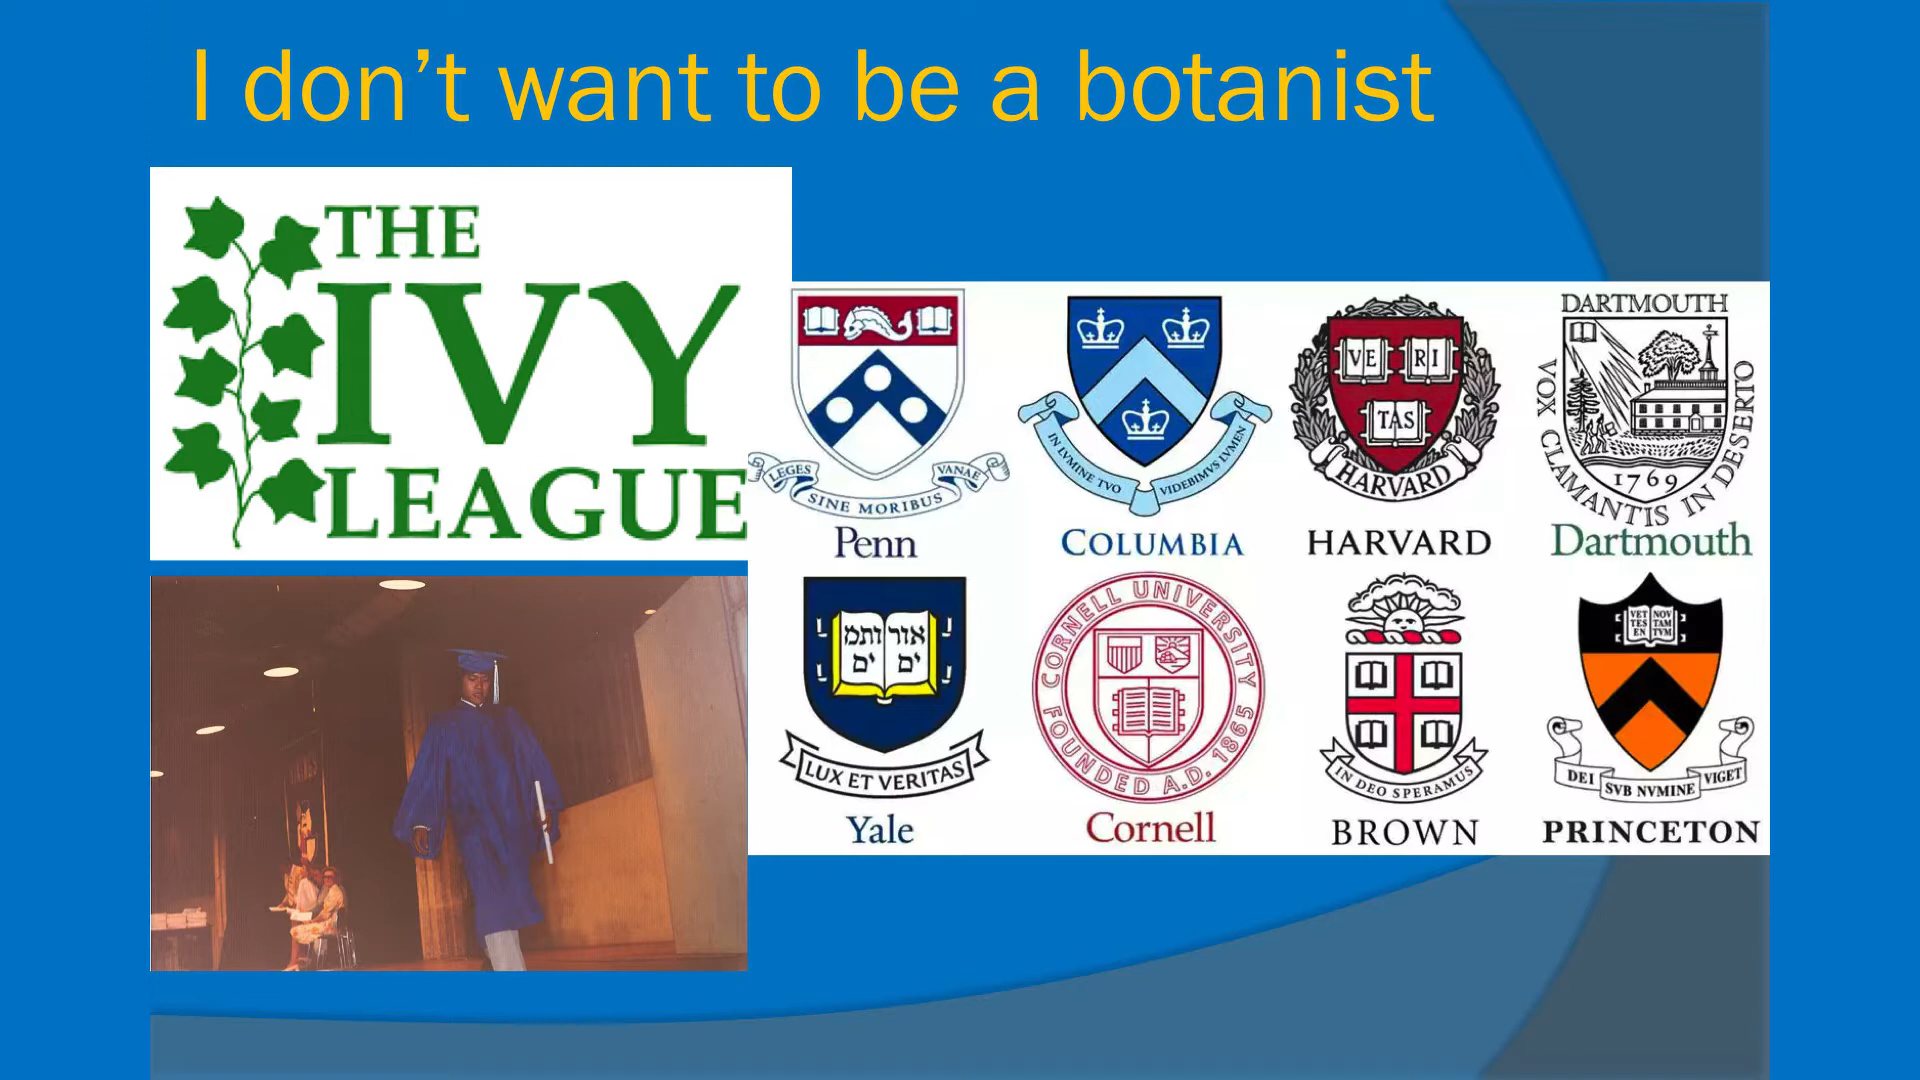 I don’t want to be a botanist
THE
IVY
LEAGUE
LEGES
VANAE
SINE MORIBUS
Penn
IN LVMINE TVO
VIDEBIMVS LVMEN
COLUMBIA
VE RI
TAS
HARVARD
HARVARD
DARTMOUTH
VOX CLAMANTIS IN DESERTO
1769
Dartmouth
אורים ותמים
LUX ET VERITAS
Yale
CORNELL UNIVERSITY
FOUNDED A.D. 1865
Cornell
IN DEO SPERAMUS
BROWN
VET NOV
TES TAM
EN TVM
DEI
SVB NVMINE
VIGET
PRINCETON